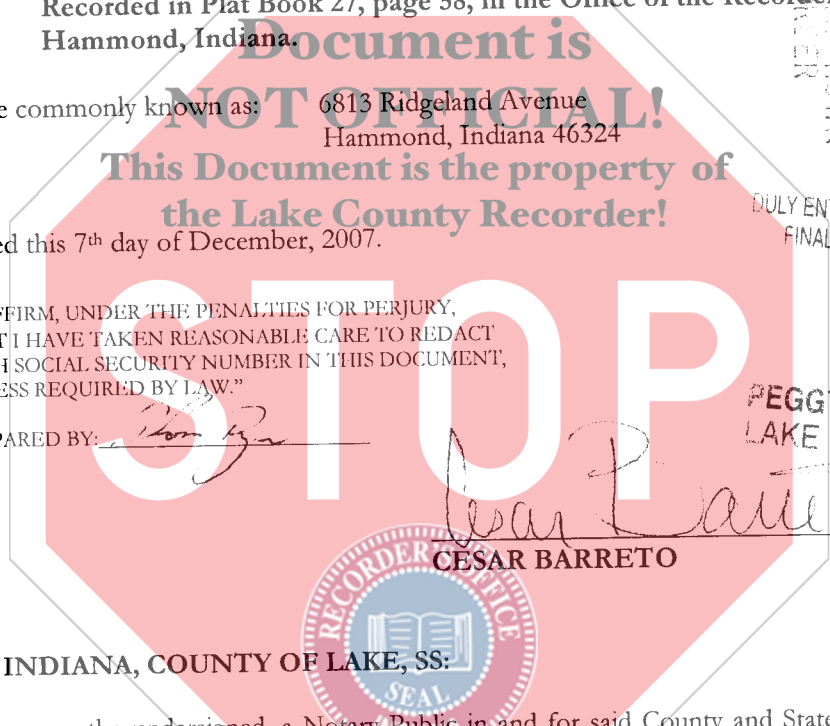 Recorded in Plat Book 27, page 58, in the Office of the Recorder
Hammond, Indiana.
Document is
commonly known as: 6813 Ridgeland Avenue
NOT OFFICIAL!
Hammond, Indiana 46324
This Document is the property of
the Lake County Recorder!
DULY EN
FINAL
ed this 7th day of December, 2007.
FFIRM, UNDER THE PENALTIES FOR PERJURY,
T I HAVE TAKEN REASONABLE CARE TO REDACT
H SOCIAL SECURITY NUMBER IN THIS DOCUMENT,
ESS REQUIRED BY LAW."
STOP
PEGG
LAKE
PARED BY:
Cesar Barre
CESAR BARRETO
RECORDER'S OFFICE
SEAL
INDIANA, COUNTY OF LAKE, SS:
the undersigned, a Notary Public in and for said County and State